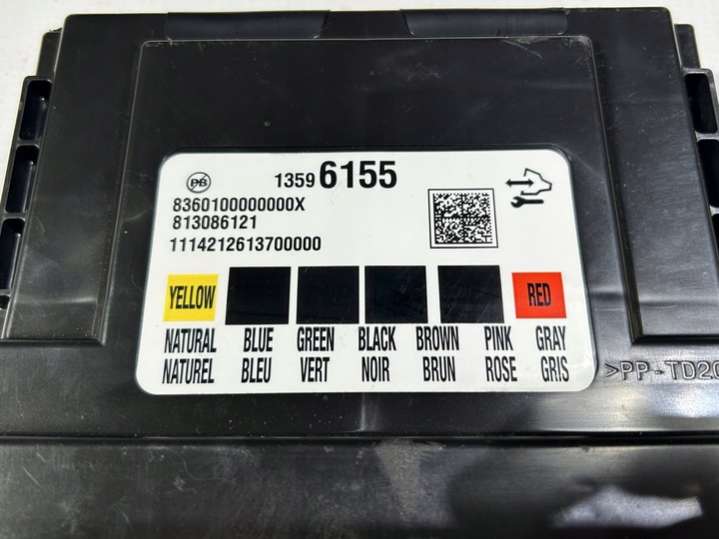 PB
1359 6155
8360100000000X
813086121
1114212613700000
YELLOW RED
NATURAL BLUE GREEN BLACK BROWN PINK GRAY
NATUREL BLEU VERT NOIR BRUN ROSE GRIS
>PP-TD20